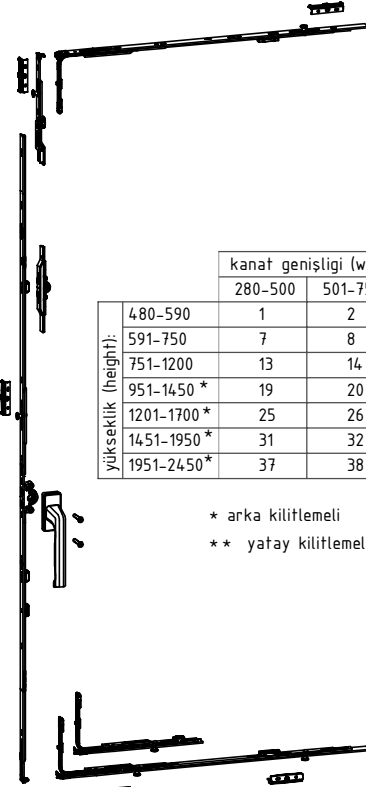 kanat genişligi (w
280-500 501-75
yükseklik (height):
480-590 1 2
591-750 7 8
751-1200 13 14
951-1450 * 19 20
1201-1700 * 25 26
1451-1950 * 31 32
1951-2450* 37 38
* arka kilitlemeli
** yatay kilitlemel